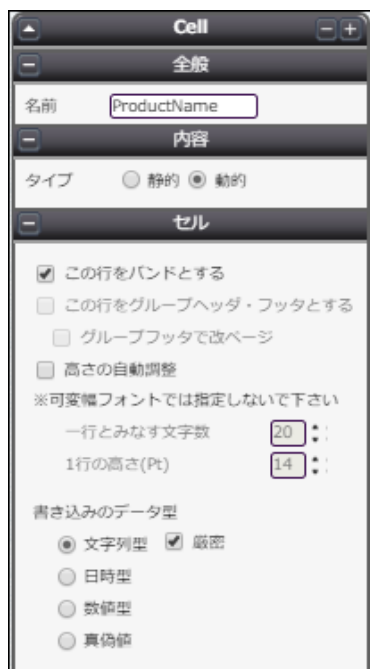 Cell
全般
名前 ProductName
内容
タイプ 静的 動的
セル
この行をバンドとする
この行をグループヘッダ・フッタとする
グループフッタで改ページ
高さの自動調整
※可変幅フォントでは指定しないで下さい
一行とみなす文字数 20
1行の高さ(Pt) 14
書き込みのデータ型
文字列型 厳密
日時型
数値型
真偽値